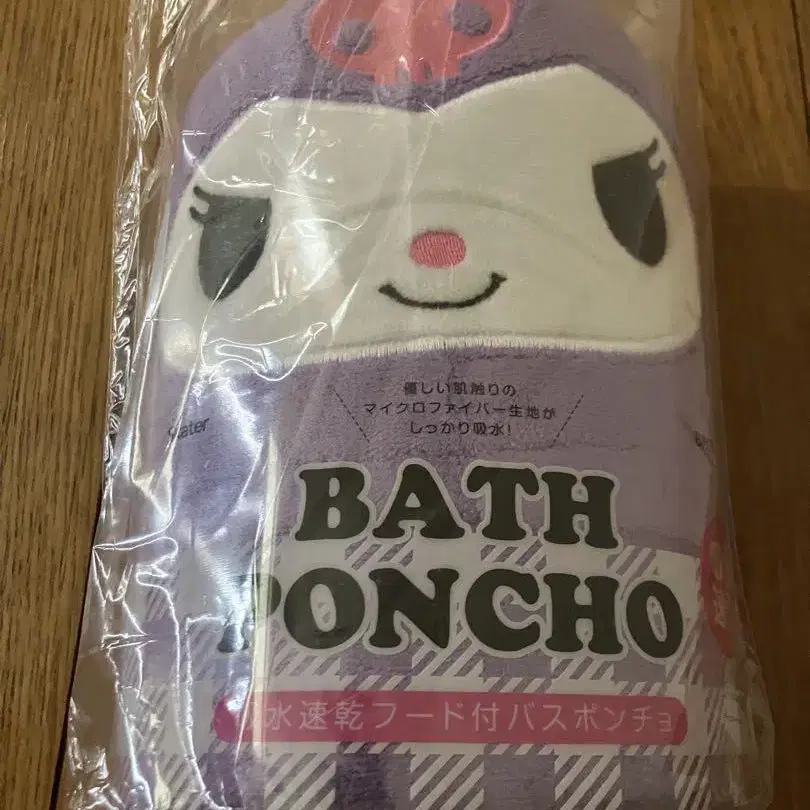 優しい肌触りの
マイクロファイバー生地が
しっかり吸水!
BATH
PONCHO
水速乾フード付バスポンチョ